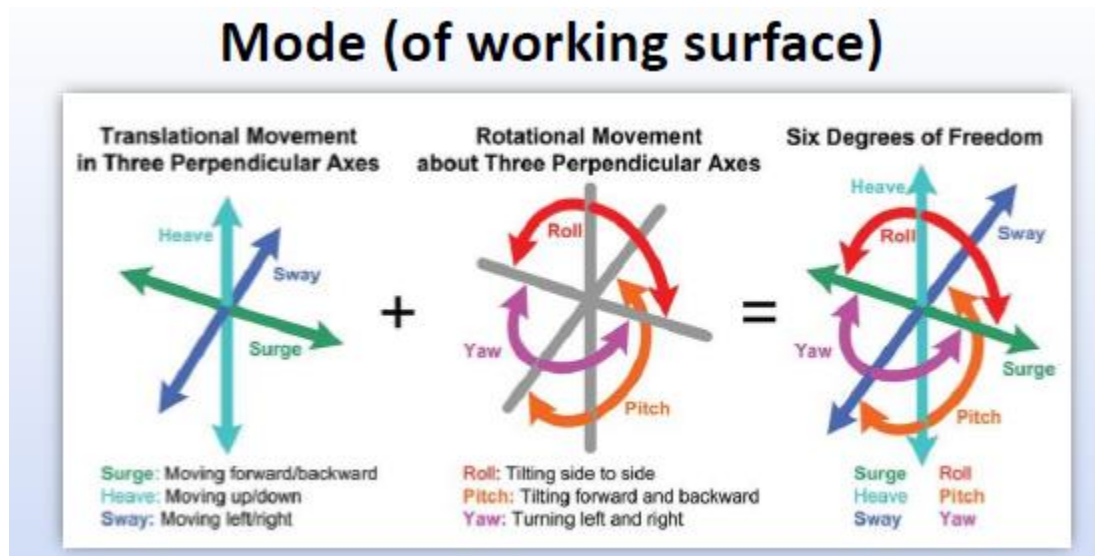 Mode (of working surface)
Translational Movement
in Three Perpendicular Axes
Heave
Sway
Surge
Surge: Moving forward/backward
Heave: Moving up/down
Sway: Moving left/right
+
Rotational Movement
about Three Perpendicular Axes
Roll
Yaw
Pitch
Roll: Tilting side to side
Pitch: Tilting forward and backward
Yaw: Turning left and right
=
Six Degrees of Freedom
Heave
Roll
Sway
Yaw
Surge
Pitch
Surge Roll
Heave Pitch
Sway Yaw